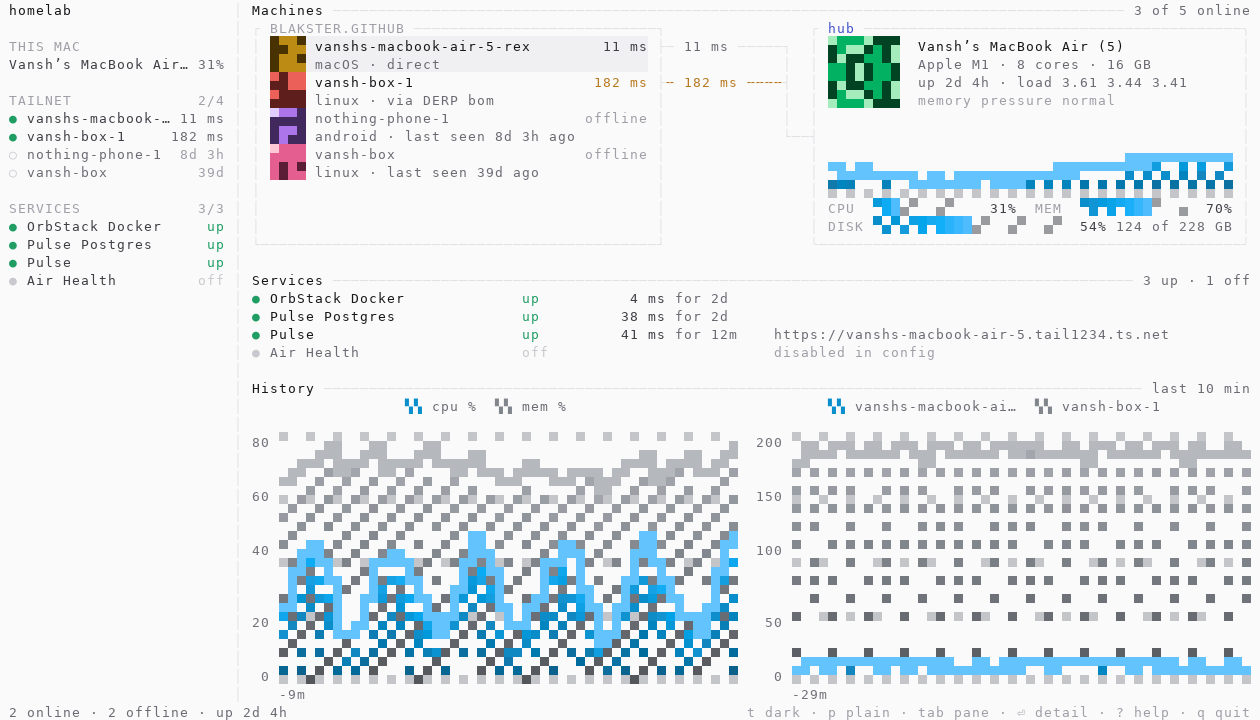 homelab
THIS MAC
Vansh’s MacBook Air… 31%
TAILNET 2/4
● vanshs-macbook-… 11 ms
● vansh-box-1 182 ms
○ nothing-phone-1 8d 3h
○ vansh-box 39d
SERVICES 3/3
● OrbStack Docker up
● Pulse Postgres up
● Pulse up
● Air Health off
Machines 3 of 5 online
BLAKSTER.GITHUB
vanshs-macbook-air-5-rex 11 ms
macOS · direct
vansh-box-1 182 ms
linux · via DERP bom
nothing-phone-1 offline
android · last seen 8d 3h ago
vansh-box offline
linux · last seen 39d ago
11 ms
182 ms
hub
Vansh’s MacBook Air (5)
Apple M1 · 8 cores · 16 GB
up 2d 4h · load 3.61 3.44 3.41
memory pressure normal
CPU 31% MEM 70%
DISK 54% 124 of 228 GB
Services 3 up · 1 off
● OrbStack Docker up 4 ms for 2d
● Pulse Postgres up 38 ms for 2d
● Pulse up 41 ms for 12m https://vanshs-macbook-air-5.tail1234.ts.net
● Air Health off disabled in config
History last 10 min
cpu % mem %
80
60
40
20
0
-9m
vanshs-macbook-ai… vansh-box-1
200
150
100
50
0
-29m
2 online · 2 offline · up 2d 4h
t dark · p plain · tab pane · ⏎ detail · ? help · q quit